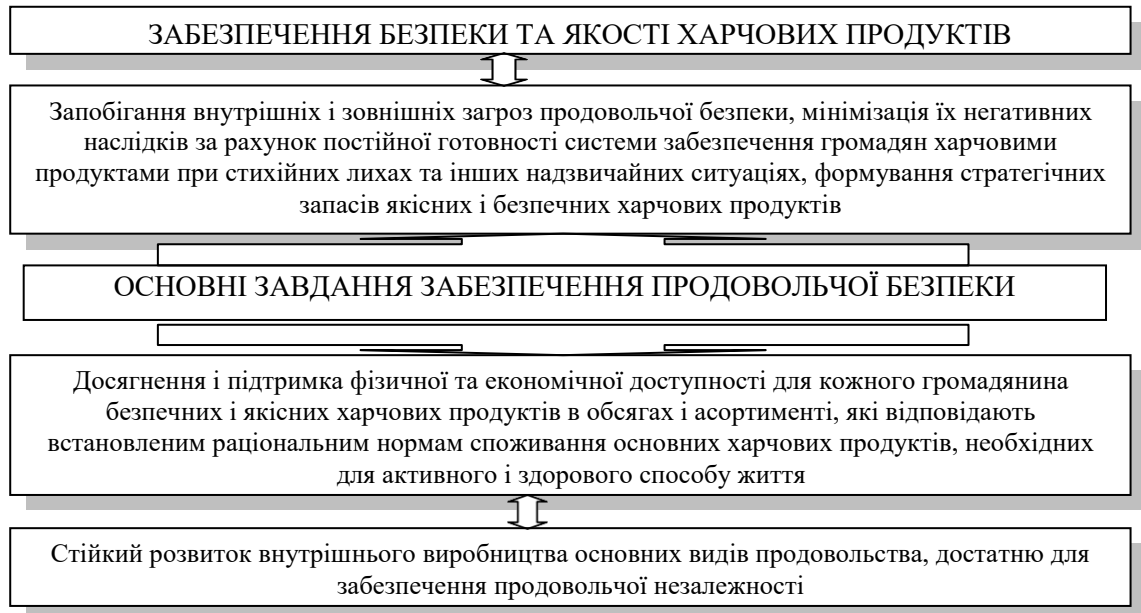 ЗАБЕЗПЕЧЕННЯ БЕЗПЕКИ ТА ЯКОСТІ ХАРЧОВИХ ПРОДУКТІВ
Запобігання внутрішніх і зовнішніх загроз продовольчої безпеки, мінімізація їх негативних
наслідків за рахунок постійної готовності системи забезпечення громадян харчовими
продуктами при стихійних лихах та інших надзвичайних ситуаціях, формування стратегічних
запасів якісних і безпечних харчових продуктів
ОСНОВНІ ЗАВДАННЯ ЗАБЕЗПЕЧЕННЯ ПРОДОВОЛЬЧОЇ БЕЗПЕКИ
Досягнення і підтримка фізичної та економічної доступності для кожного громадянина
безпечних і якісних харчових продуктів в обсягах і асортименті, які відповідають
встановленим раціональним нормам споживання основних харчових продуктів, необхідних
для активного і здорового способу життя
Стійкий розвиток внутрішнього виробництва основних видів продовольства, достатню для
забезпечення продовольчої незалежності